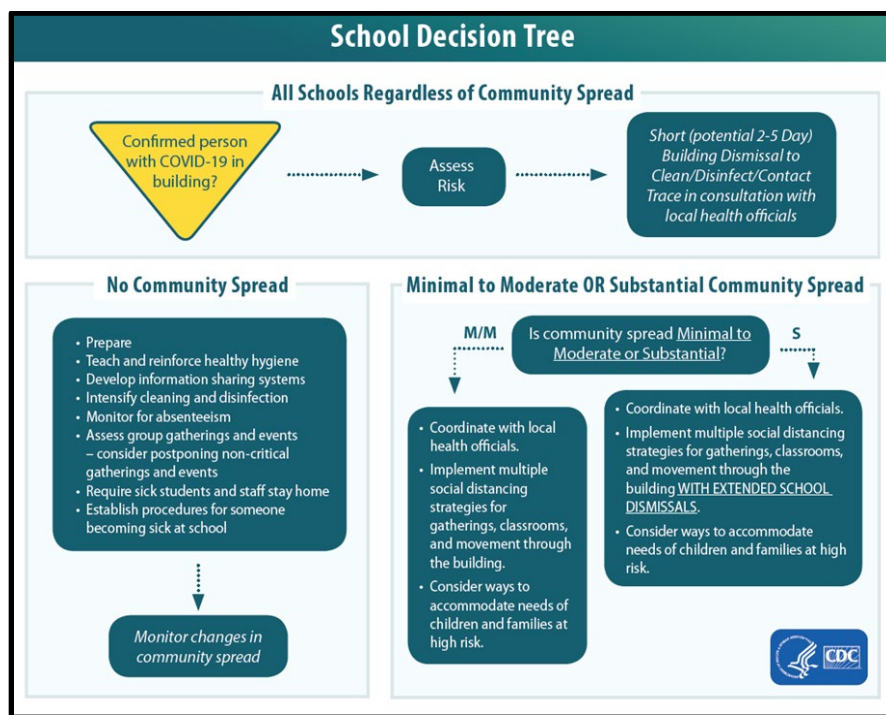 School Decision Tree
All Schools Regardless of Community Spread
Confirmed person
with COVID-19 in
building?
Assess
Risk
Short (potential 2-5 Day)
Building Dismissal to
Clean/Disinfect/Contact
Trace in consultation with
local health officials
No Community Spread
• Prepare
• Teach and reinforce healthy hygiene
• Develop information sharing systems
• Intensify cleaning and disinfection
• Monitor for absenteeism
• Assess group gatherings and events
– consider postponing non-critical
gatherings and events
• Require sick students and staff stay home
• Establish procedures for someone
becoming sick at school
Monitor changes in
community spread
Minimal to Moderate OR Substantial Community Spread
M/M
Is community spread Minimal to
Moderate or Substantial?
S
• Coordinate with local
health officials.
• Implement multiple
social distancing
strategies for
gatherings, classrooms,
and movement through
the building.
• Consider ways to
accommodate needs of
children and families at
high risk.
• Coordinate with local health officials.
• Implement multiple social distancing
strategies for gatherings, classrooms,
and movement through the
building WITH EXTENDED SCHOOL
DISMISSALS.
• Consider ways to accommodate
needs of children and families at high
risk.
CDC